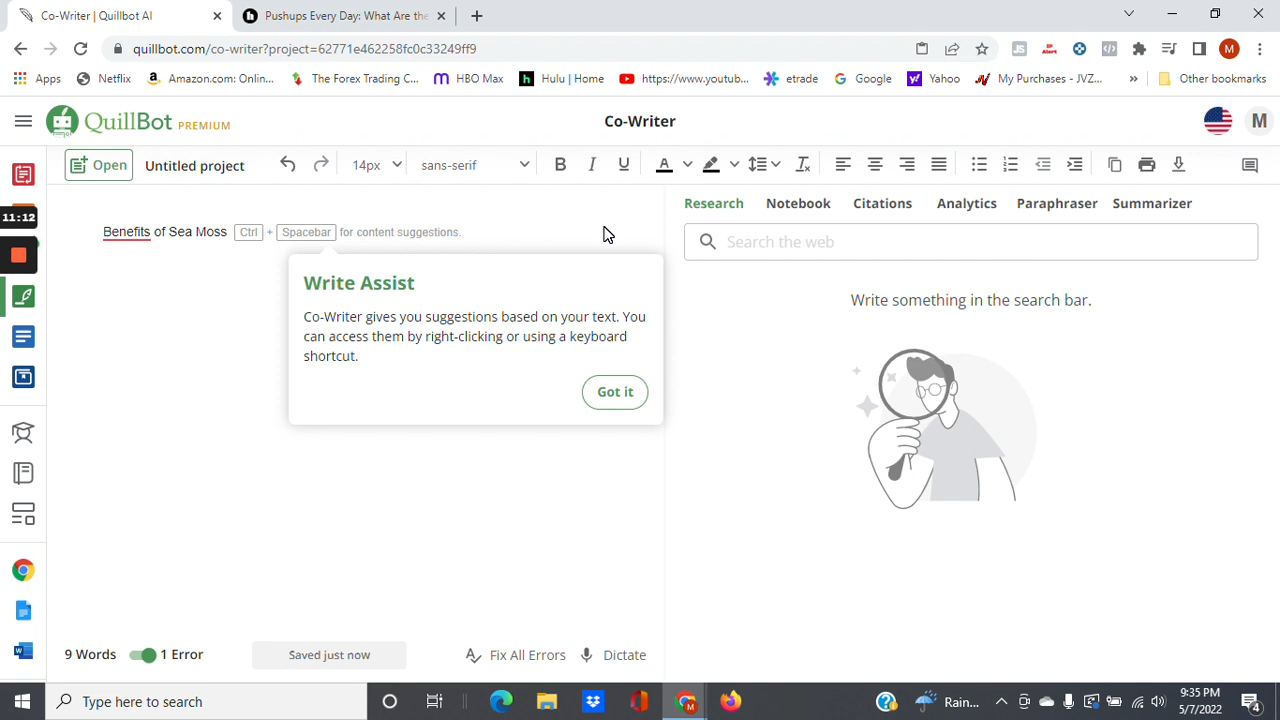 Co-Writer | Quillbot AI
Pushups Every Day: What Are the
quillbot.com/co-writer?project=62771e462258fc0c33249ff9
M
Apps
Netflix
Amazon.com: Onlin...
The Forex Trading C...
HBO Max
Hulu | Home
https://www.youtub...
etrade
Google
Yahoo
My Purchases - JVZ...
»
Other bookmarks
QuillBot PREMIUM
Co-Writer
M
Open
Untitled project
14px
sans-serif
B I U A
Research Notebook Citations Analytics Paraphraser Summarizer
11:12
Benefits of Sea Moss Ctrl + Spacebar for content suggestions.
Search the web
Write Assist
Co-Writer gives you suggestions based on your text. You
can access them by right-clicking or using a keyboard
shortcut.
Got it
Write something in the search bar.
9 Words
1 Error
Saved just now
Fix All Errors
Dictate
Type here to search
Rain...
9:35 PM
5/7/2022
4